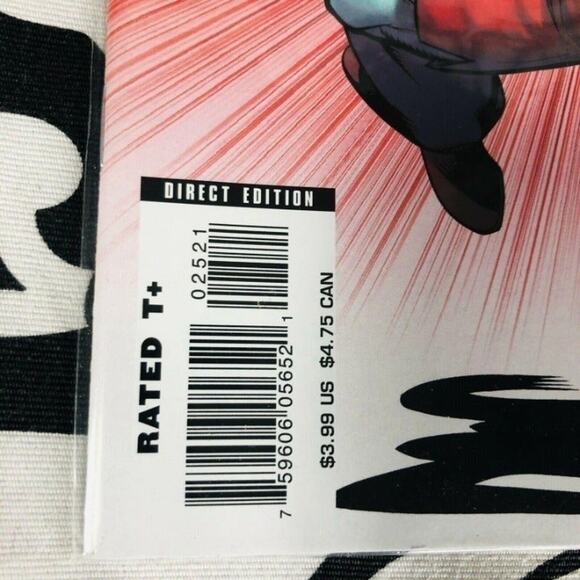 DIRECT EDITION
RATED T+
02521
7 59606 05652 1
$3.99 US $4.75 CAN